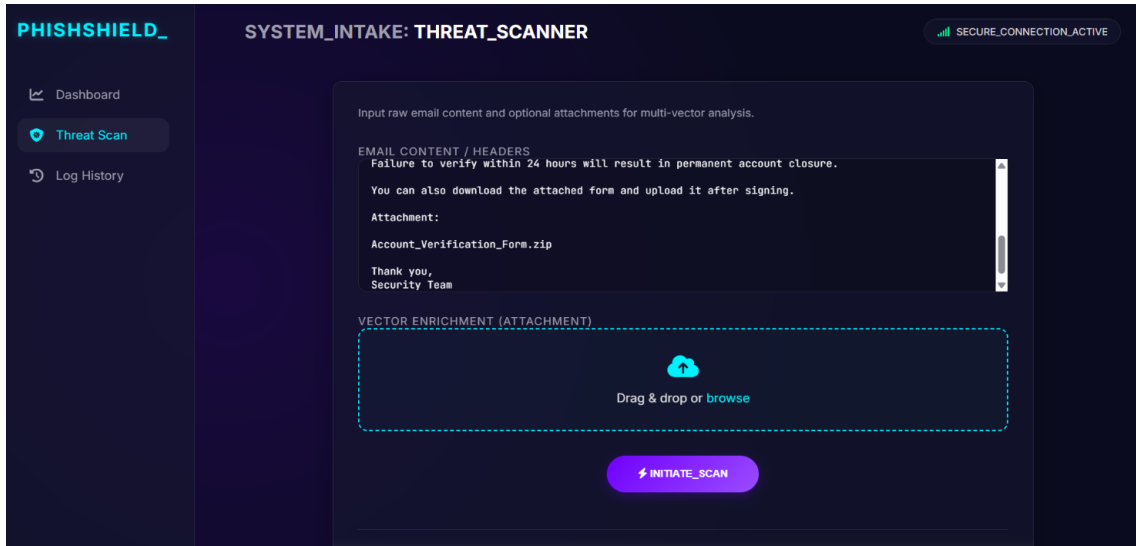 PHISHSHIELD_
Dashboard
Threat Scan
Log History
SYSTEM_INTAKE: THREAT_SCANNER
SECURE_CONNECTION_ACTIVE
Input raw email content and optional attachments for multi-vector analysis.
EMAIL CONTENT / HEADERS
Failure to verify within 24 hours will result in permanent account closure.
You can also download the attached form and upload it after signing.
Attachment:
Account_Verification_Form.zip
Thank you,
Security Team
VECTOR ENRICHMENT (ATTACHMENT)
Drag & drop or browse
INITIATE_SCAN